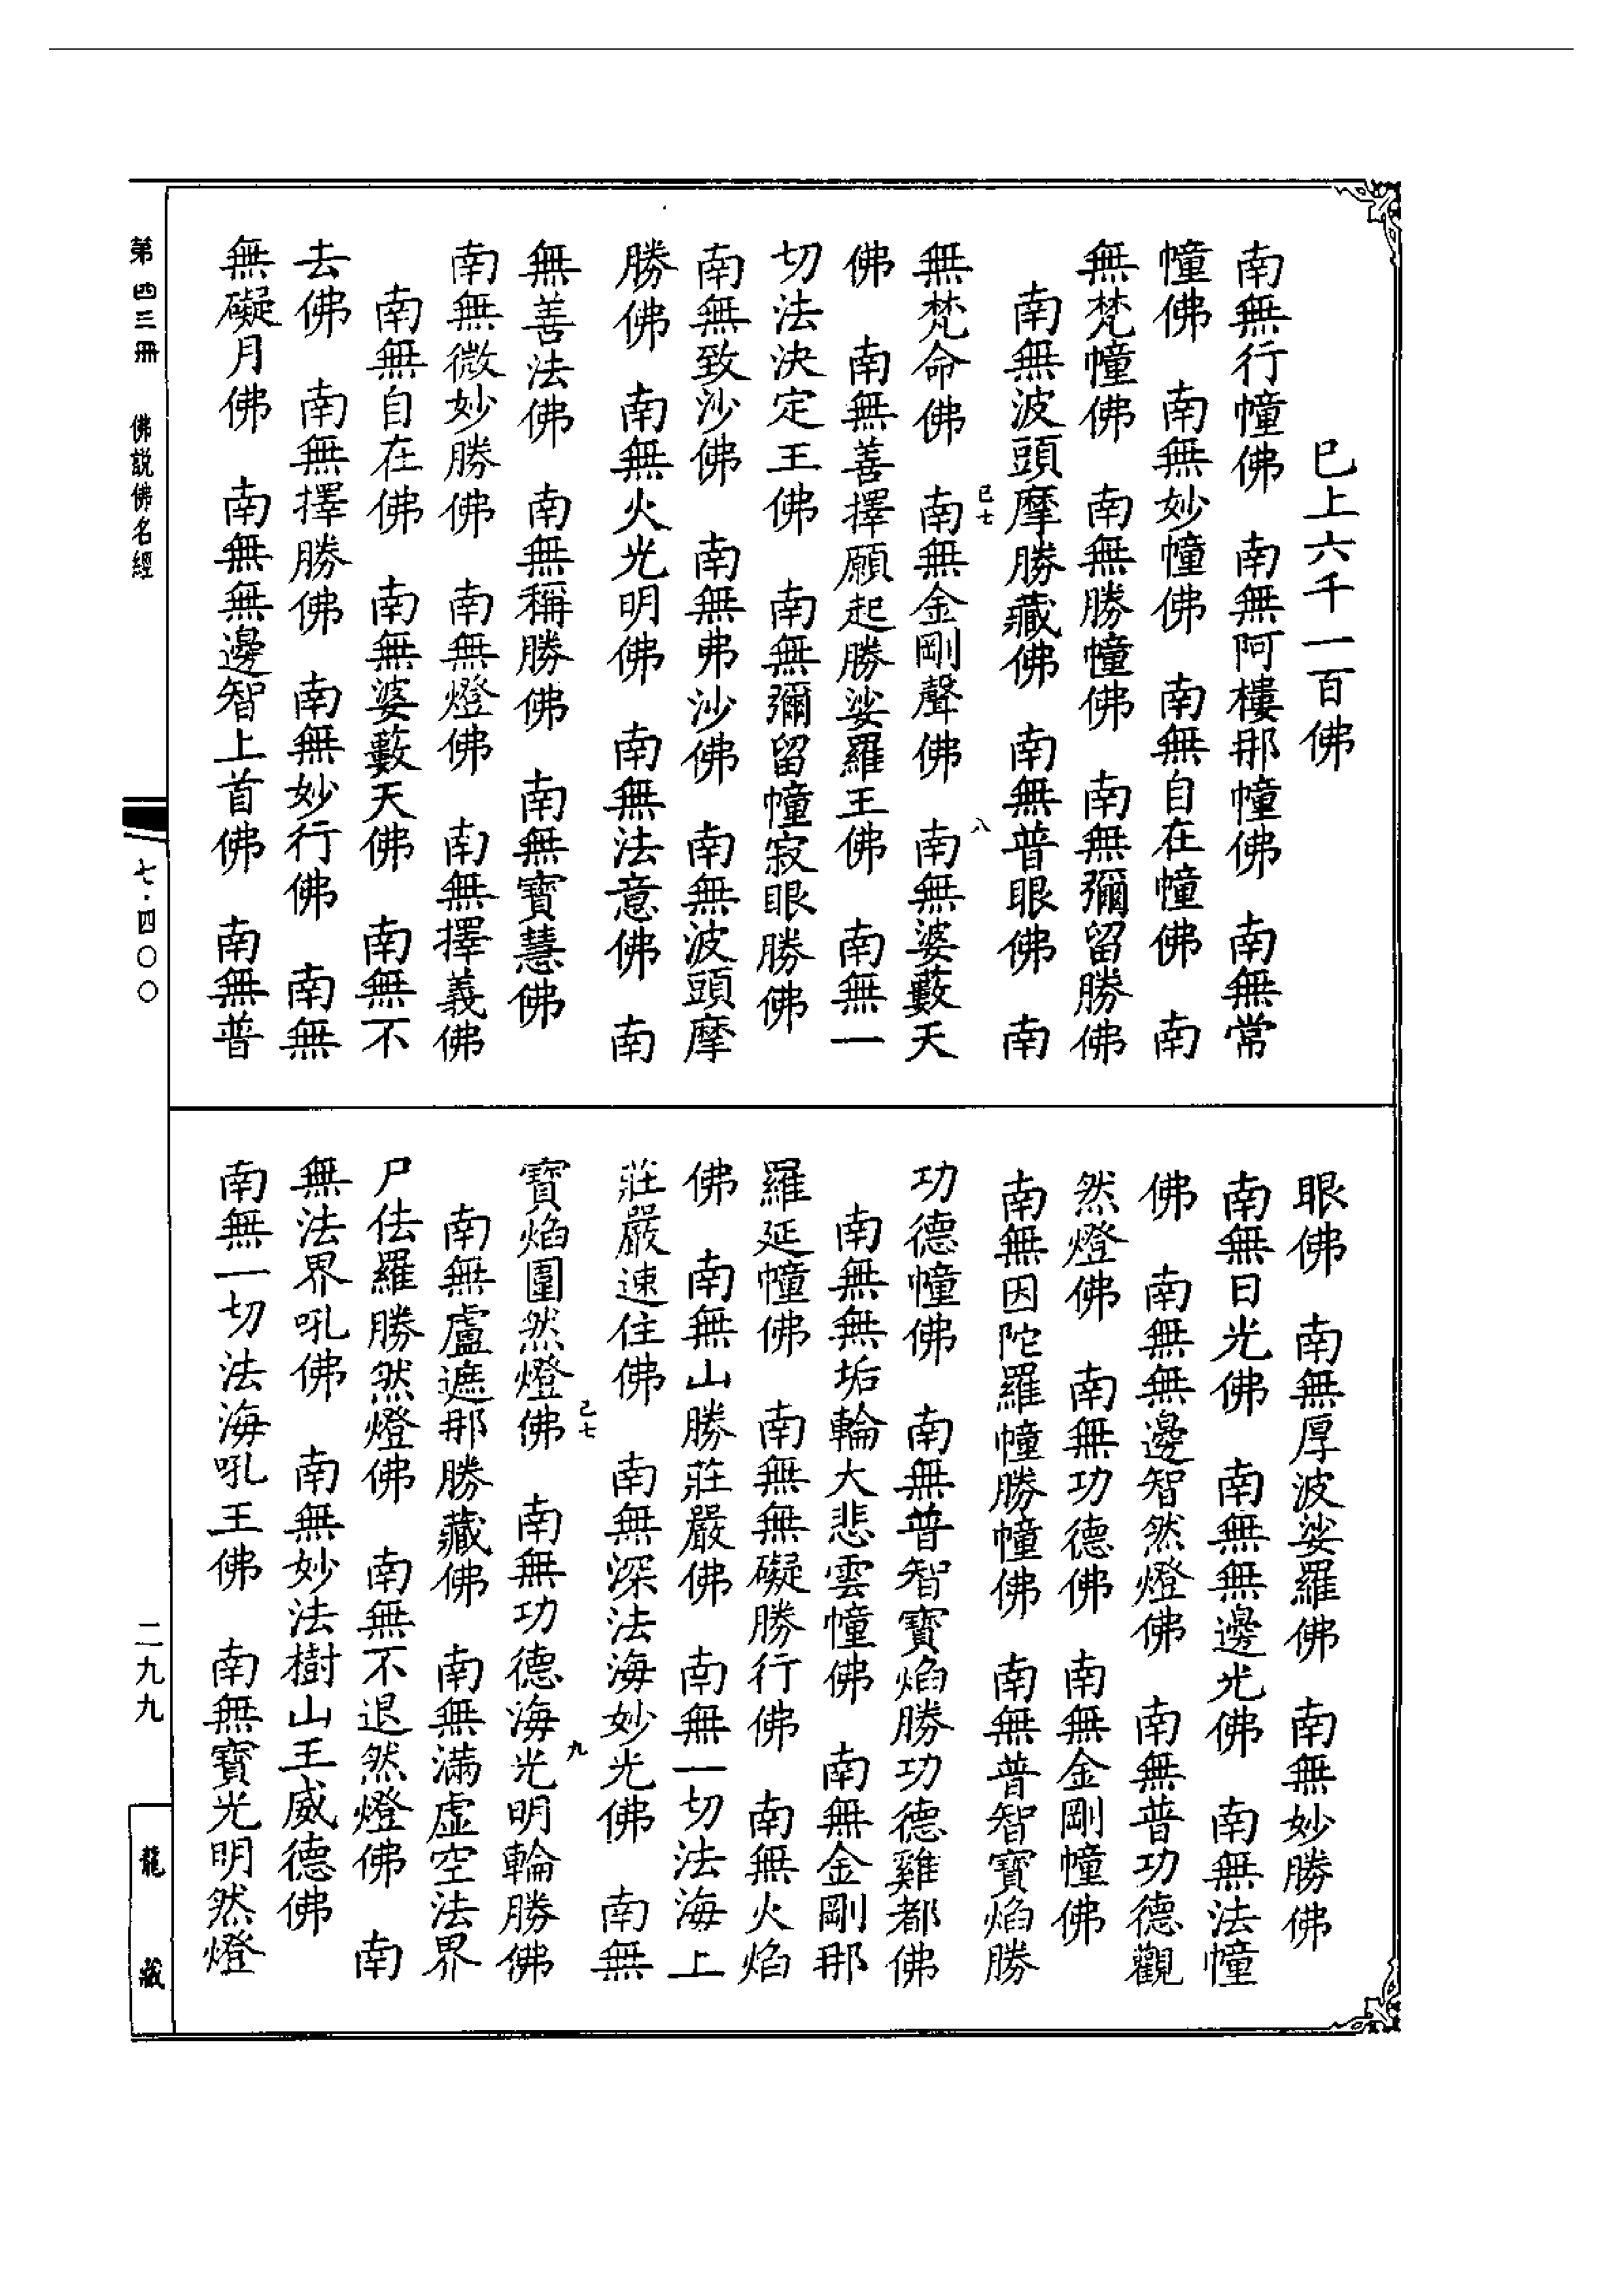 已上六千一百佛
南無行幢佛　南無阿樓那幢佛　南無常
幢佛　南無妙幢佛　南無自在幢佛　南
無梵幢佛　南無勝幢佛　南無彌留勝佛
南無波頭摩勝藏佛　南無普眼佛　南
無梵命佛　南無金剛聲佛　南無婆藪天
佛　南無善擇願起勝娑羅王佛　南無一
切法決定王佛　南無彌留幢寂眼勝佛
南無致沙佛　南無弗沙佛　南無波頭摩
勝佛　南無火光明佛　南無法意佛　南
無善法佛　南無稱勝佛　南無寶慧佛
南無微妙勝佛　南無燈佛　南無擇義佛
南無自在佛　南無婆藪天佛　南無不
去佛　南無擇勝佛　南無妙行佛　南無
無礙月佛　南無無邊智上首佛　南無普
己七
八
眼佛　南無厚波娑羅佛　南無妙勝佛
南無日光佛　南無無邊光佛　南無法幢
佛　南無無邊智然燈佛　南無普功德觀
然燈佛　南無功德佛　南無金剛幢佛
南無因陀羅幢勝幢佛　南無普智寶焰勝
功德幢佛　南無普智寶焰勝功德雞都佛
南無無垢輪大悲雲幢佛　南無金剛那
羅延幢佛　南無無礙勝行佛　南無火焰
佛　南無山勝莊嚴佛　南無一切法海上
莊嚴速住佛　南無深法海妙光佛　南無
寶焰圍然燈佛　南無功德海光明輪勝佛
南無盧遮那勝藏佛　南無滿虛空法界
尸佉羅勝然燈佛　南無不退然燈佛　南
無法界吼佛　南無妙法樹山王威德佛
南無一切法海吼王佛　南無寶光明然燈
己七
九
第四三冊　佛說佛名經
七·四〇〇
二九九
龍藏